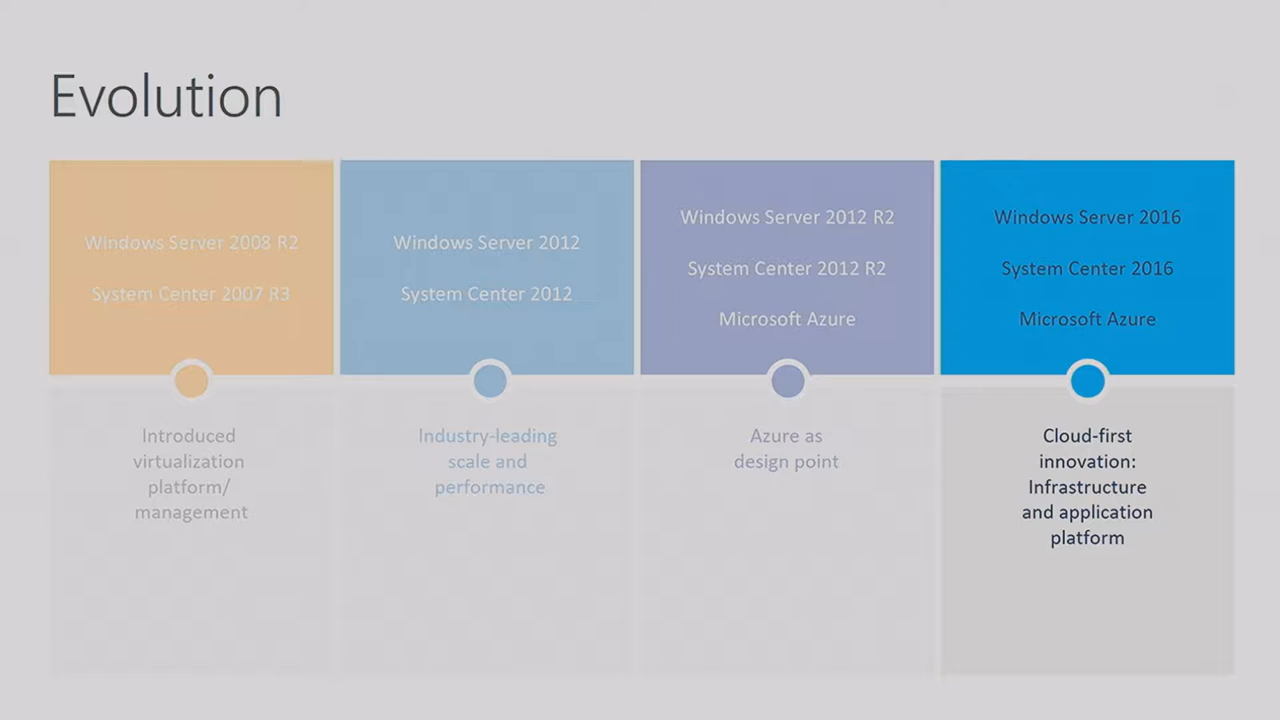 Evolution
Windows Server 2008 R2
System Center 2007 R3
Windows Server 2012
System Center 2012
Windows Server 2012 R2
System Center 2012 R2
Microsoft Azure
Windows Server 2016
System Center 2016
Microsoft Azure
Introduced
virtualization
platform/
management
Industry-leading
scale and
performance
Azure as
design point
Cloud-first
innovation:
Infrastructure
and application
platform